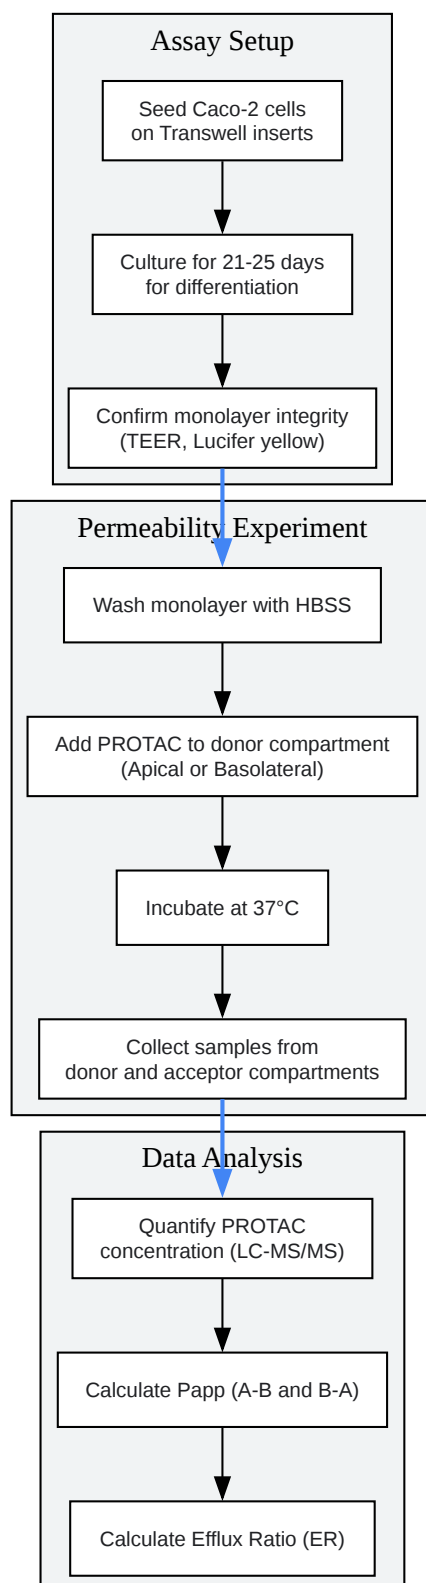 Assay Setup
Seed Caco-2 cells
on Transwell inserts
Culture for 21-25 days
for differentiation
Confirm monolayer integrity
(TEER, Lucifer yellow)
Permeability Experiment
Wash monolayer with HBSS
Add PROTAC to donor compartment
(Apical or Basolateral)
Incubate at 37°C
Collect samples from
donor and acceptor compartments
Data Analysis
Quantify PROTAC
concentration (LC-MS/MS)
Calculate Papp (A-B and B-A)
Calculate Efflux Ratio (ER)